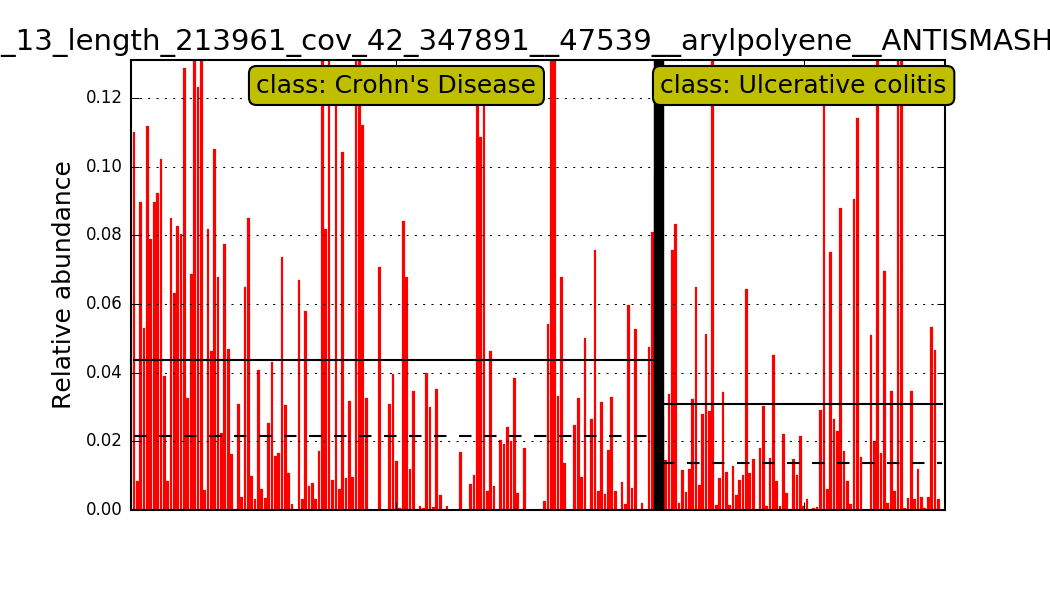 _13_length_213961_cov_42_347891__47539__arylpolyene__ANTISMASH
class: Crohn's Disease
class: Ulcerative colitis
Relative abundance
0.12
0.10
0.08
0.06
0.04
0.02
0.00